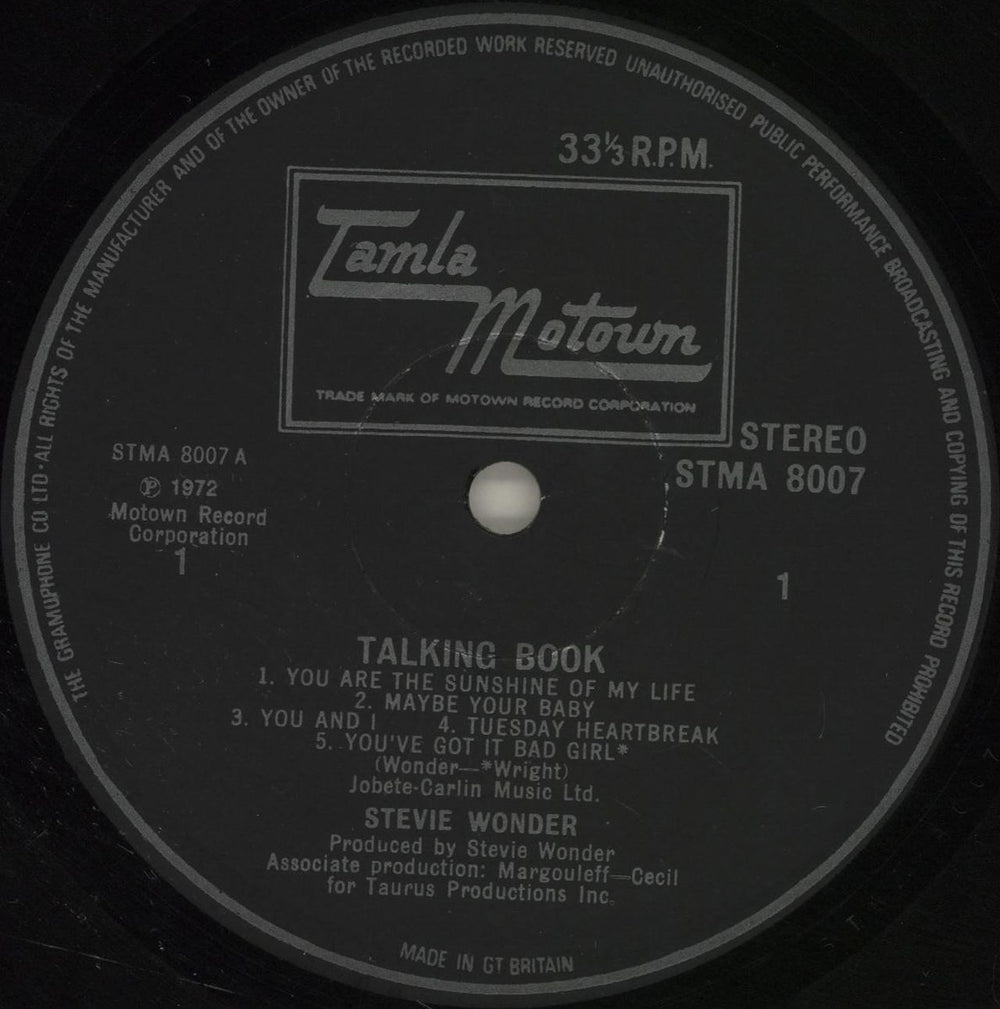 THE GRAMOPHONE CO LTD·ALL RIGHTS OF THE MANUFACTURER AND OF THE OWNER OF THE RECORDED WORK RESERVED UNAUTHORISED PUBLIC PERFORMANCE BROADCASTING AND COPYING OF THIS RECORD PROHIBITED
33⅓ R.P.M.
Tamla
Motown
TRADE MARK OF MOTOWN RECORD CORPORATION
STEREO
STMA 8007
STMA 8007 A
℗ 1972
Motown Record
Corporation
1
1
TALKING BOOK
1. YOU ARE THE SUNSHINE OF MY LIFE
2. MAYBE YOUR BABY
3. YOU AND I 4. TUESDAY HEARTBREAK
5. YOU'VE GOT IT BAD GIRL*
(Wonder—*Wright)
Jobete-Carlin Music Ltd.
STEVIE WONDER
Produced by Stevie Wonder
Associate production: Margouleff—Cecil
for Taurus Productions Inc.
MADE IN GT BRITAIN